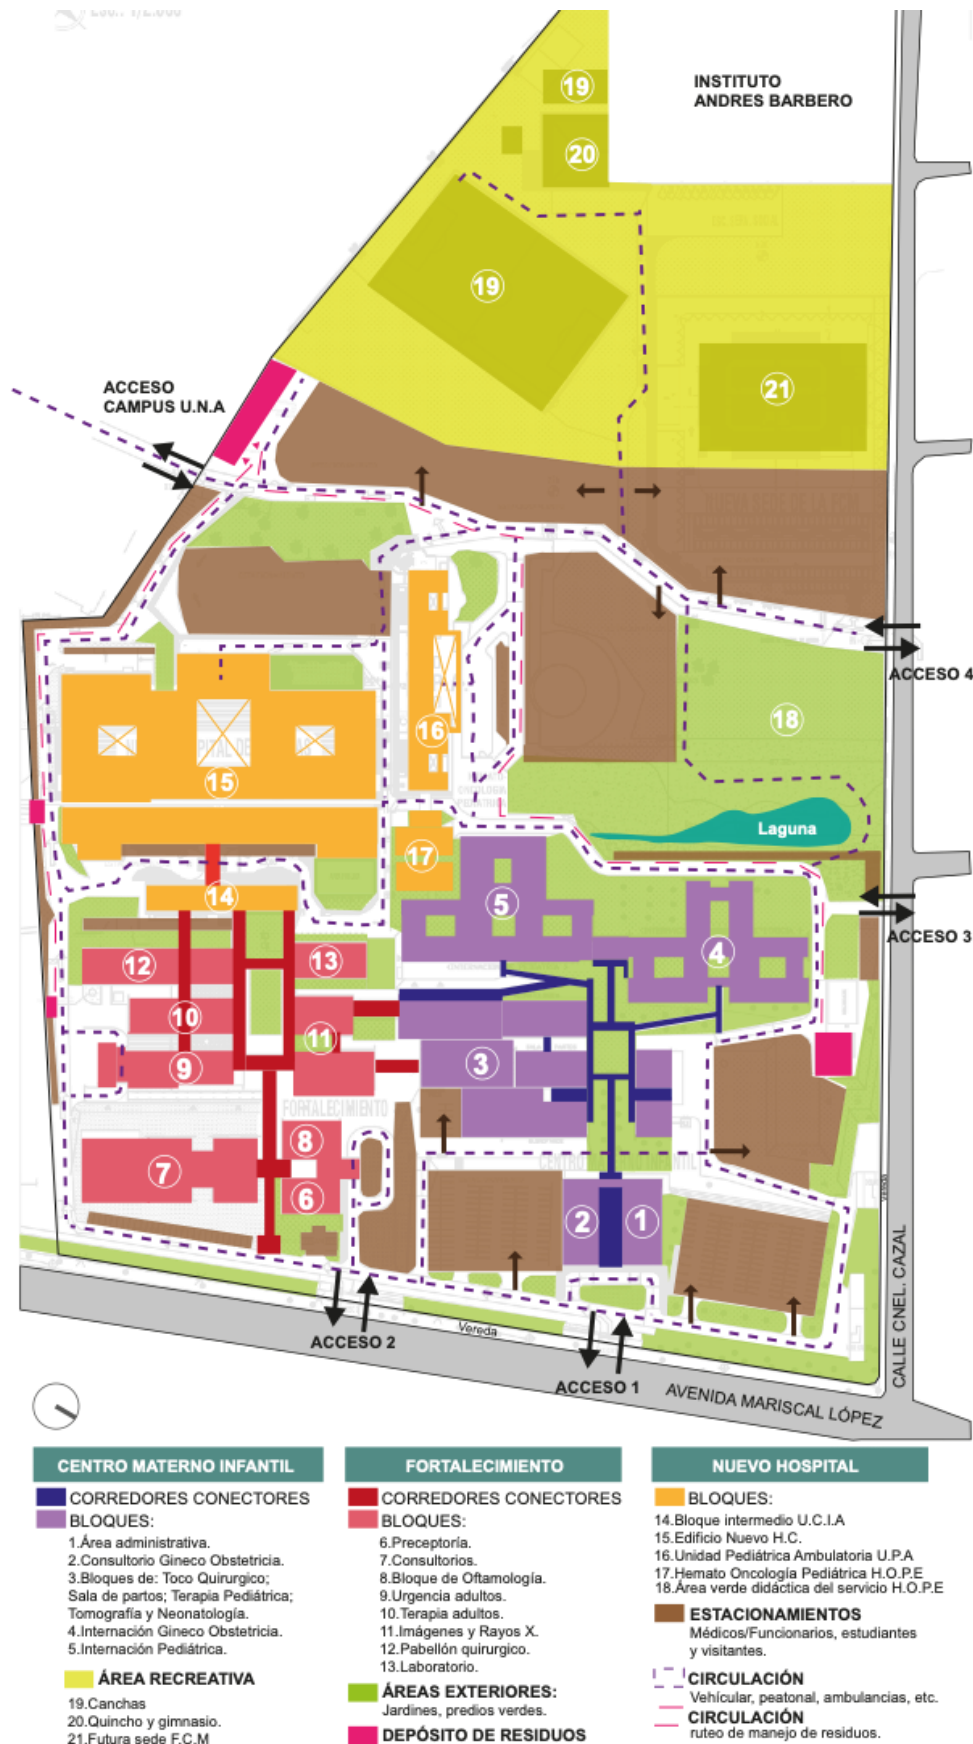 INSTITUTO
ANDRES BARBERO
19
20
19
21
ACCESO
CAMPUS U.N.A
ACCESO 4
18
16
15
Laguna
17
14
5
4
ACCESO 3
12
13
10
11
9
3
FORTALECIMIENTO
8
7
6
2
1
Vereda
CALLE CNEL. CAZAL
ACCESO 2
Vereda
ACCESO 1
AVENIDA MARISCAL LÓPEZ
CENTRO MATERNO INFANTIL
CORREDORES CONECTORES
BLOQUES:
1.Área administrativa.
2.Consultorio Gineco Obstetricia.
3.Bloques de: Toco Quirurgico;
Sala de partos; Terapia Pediátrica;
Tomografía y Neonatología.
4.Internación Gineco Obstetricia.
5.Internación Pediátrica.
ÁREA RECREATIVA
19.Canchas
20.Quincho y gimnasio.
21.Futura sede F.C.M
FORTALECIMIENTO
CORREDORES CONECTORES
BLOQUES:
6.Preceptoría.
7.Consultorios.
8.Bloque de Oftamología.
9.Urgencia adultos.
10.Terapia adultos.
11.Imágenes y Rayos X.
12.Pabellón quirurgico.
13.Laboratorio.
ÁREAS EXTERIORES:
Jardines, predios verdes.
DEPÓSITO DE RESIDUOS
NUEVO HOSPITAL
BLOQUES:
14.Bloque intermedio U.C.I.A
15.Edificio Nuevo H.C.
16.Unidad Pediátrica Ambulatoria U.P.A
17.Hemato Oncología Pediátrica H.O.P.E
18.Área verde didáctica del servicio H.O.P.E
ESTACIONAMIENTOS
Médicos/Funcionarios, estudiantes
y visitantes.
CIRCULACIÓN
Vehícular, peatonal, ambulancias, etc.
CIRCULACIÓN
ruteo de manejo de residuos.